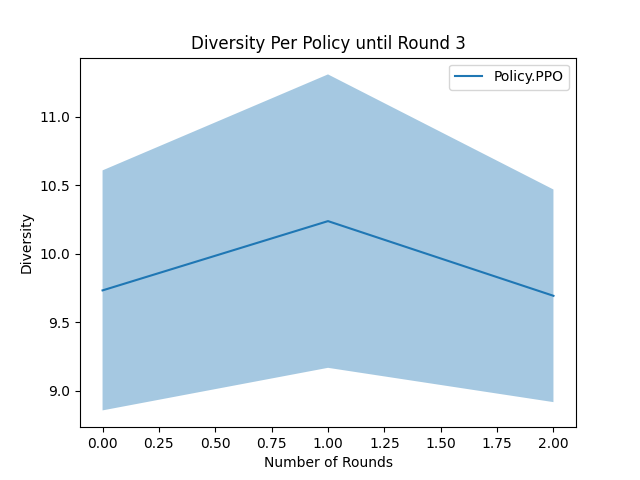 Diversity Per Policy until Round 3
Policy.PPO
11.0
10.5
10.0
9.5
9.0
Diversity
0.00 0.25 0.50 0.75 1.00 1.25 1.50 1.75 2.00
Number of Rounds